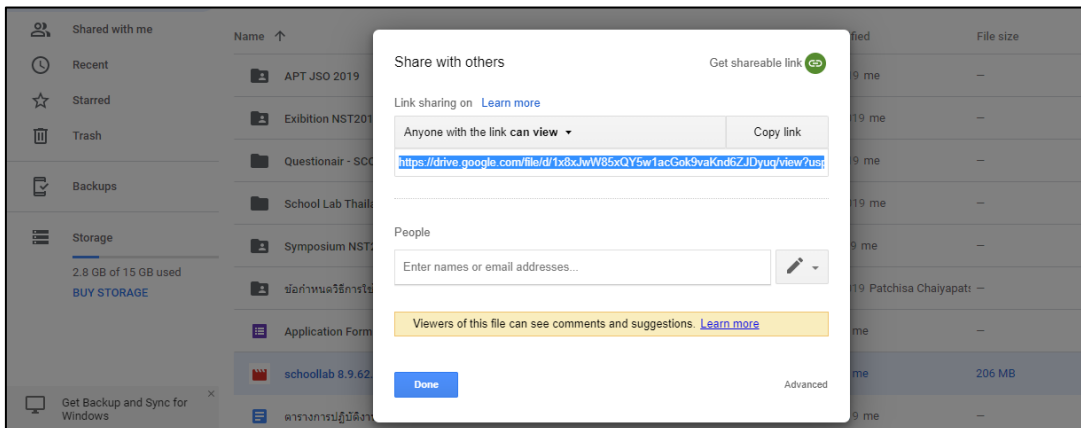 Shared with me
Recent
Starred
Trash
Backups
Storage
2.8 GB of 15 GB used
BUY STORAGE
Get Backup and Sync for
Windows
Name
File size
APT JSO 2019
9 me
—
Exibition NST201
19 me
—
Questionair - SCC
9 me
—
School Lab Thaila
19 me
—
Symposium NST2
9 me
—
ข้อกำหนดวิธีการใช้
19 Patchisa Chaiyapat
—
Application Form
me
—
schoollab 8.9.62.
me
206 MB
ตารางการปฏิบัติงา
9 me
—
Share with others
Get shareable link
Link sharing on Learn more
Anyone with the link can view
Copy link
https://drive.google.com/file/d/1x8xJwW85xQY5w1acGok9vaKnd6ZJDyuq/view?usp
People
Enter names or email addresses...
Viewers of this file can see comments and suggestions. Learn more
Done
Advanced